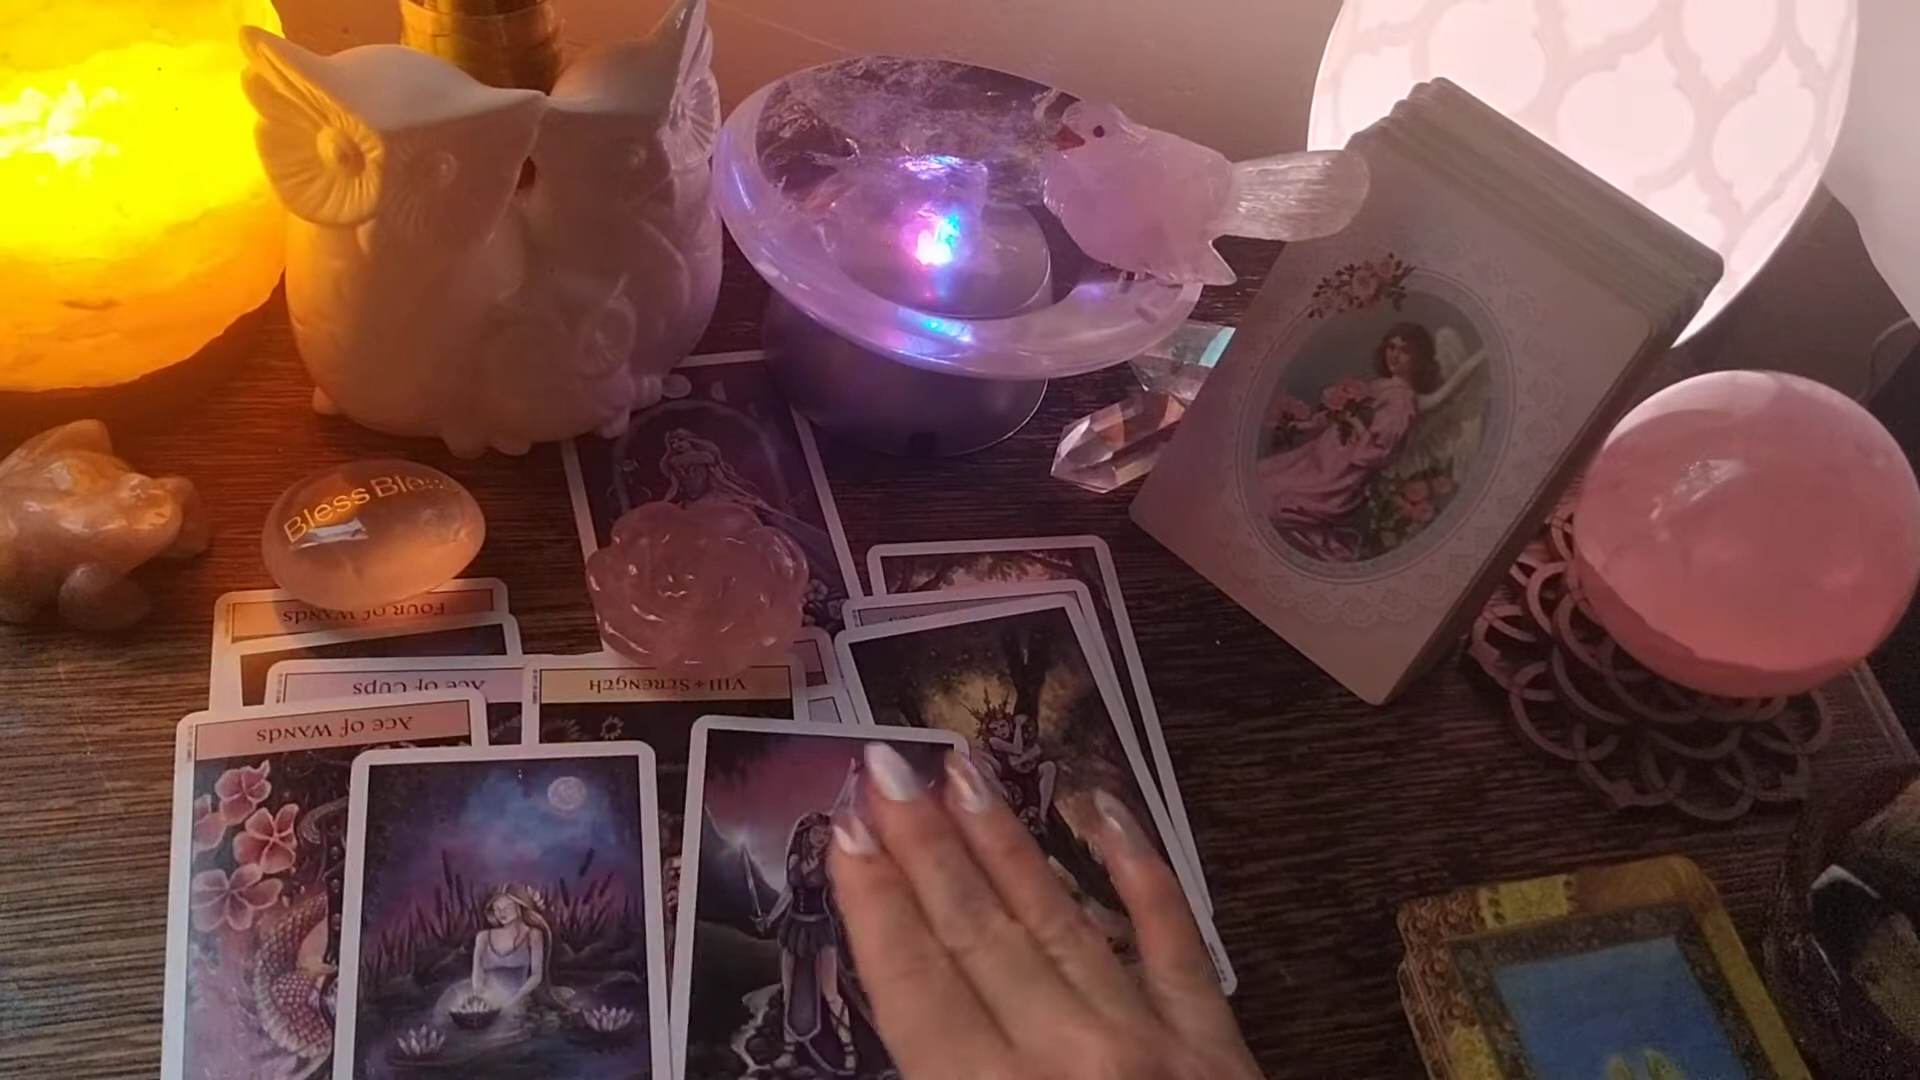 Bless Bless
FOUR OF WANDS
ACE OF CUPS
VIII + STRENGTH
ACE OF WANDS